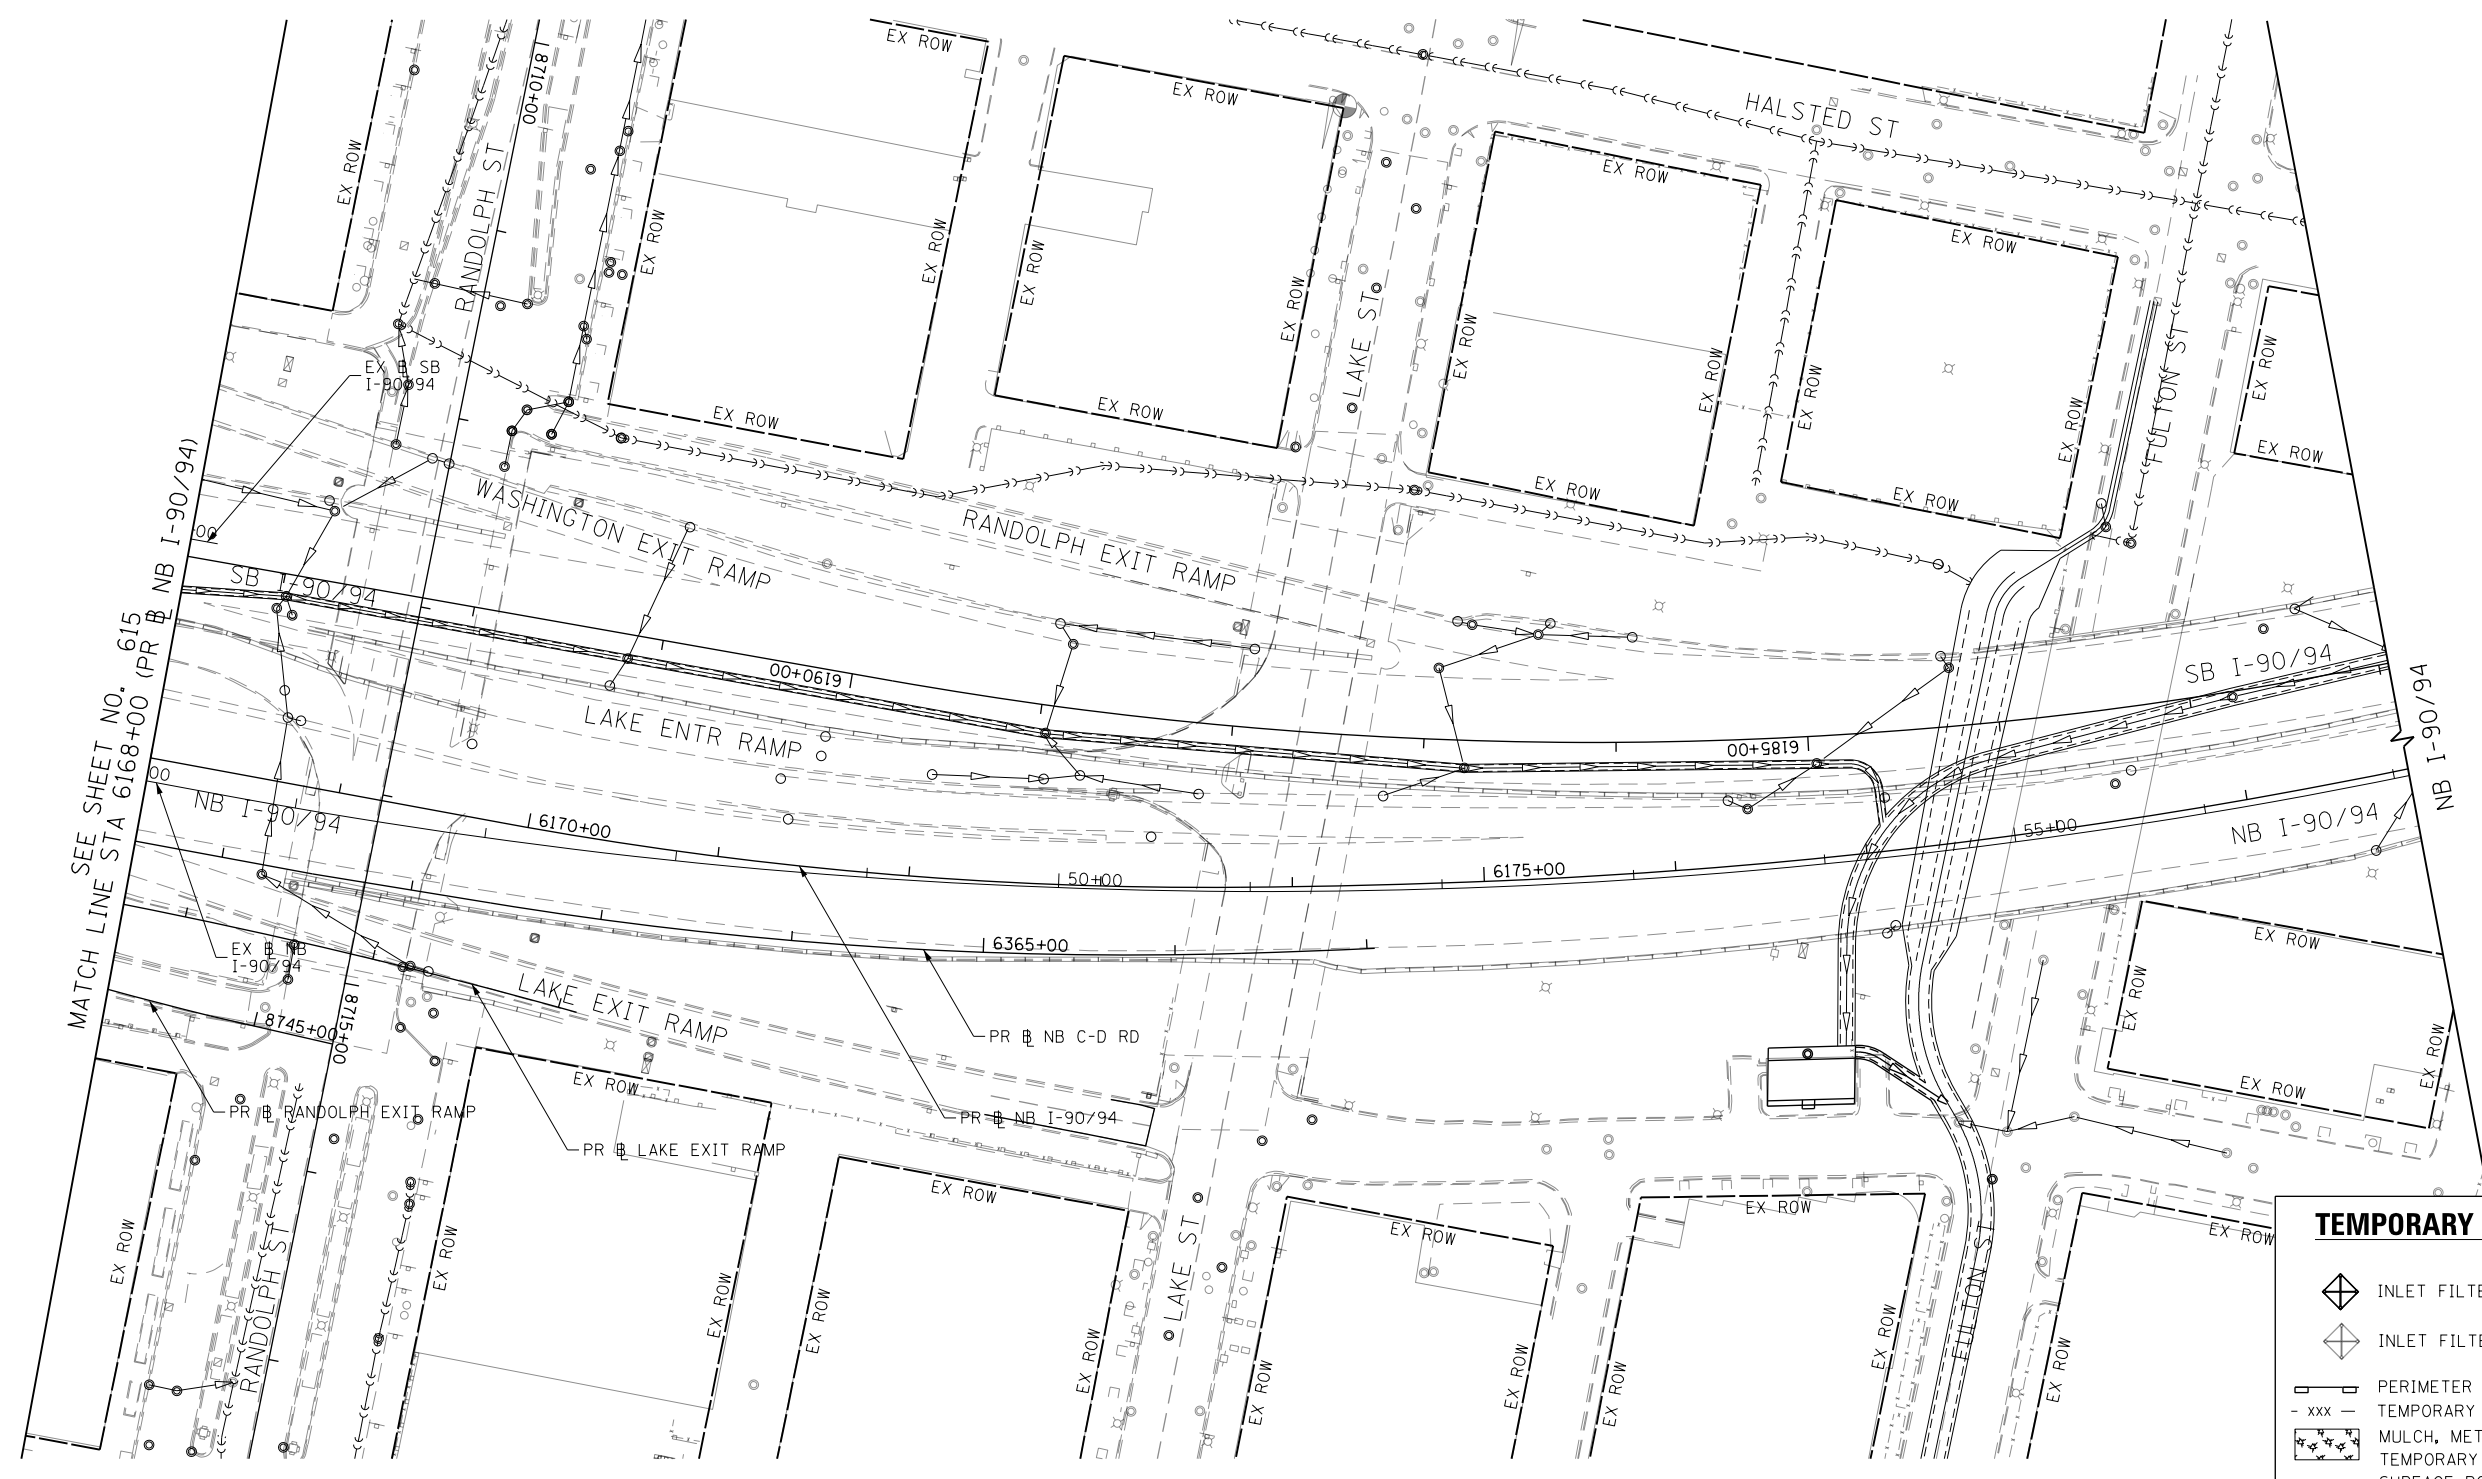 EX ROW
EX ROW
HALSTED ST
EX ROW
EX ROW
8710+00
RANDOLPH ST
EX ROW
EX ROW
EX ROW
EX ROW
EX ROW
LAKE ST
EX ROW
EX ROW
EX ROW
EX ROW
EX ROW
FULTON ST
EX ROW
EX ROW
EX ROW
EX ROW
EX ROW
EX ROW
EX ROW
EX B SB
I-90/94
00
WASHINGTON EXIT RAMP
RANDOLPH EXIT RAMP
SB I-90/94
SEE SHEET NO. 615
MATCH LINE STA 6168+00 (PR B NB I-90/94)
6190+00
LAKE ENTR RAMP
6185+00
SB I-90/94
NB I-90/94
00
NB I-90/94
6170+00
50+00
6175+00
55+00
NB I-90/94
6365+00
EX B NB
I-90/94
LAKE EXIT RAMP
8745+00
8715+00
PR B NB C-D RD
EX ROW
EX ROW
EX ROW
EX ROW
EX ROW
PR B RANDOLPH EXIT RAMP
PR B NB I-90/94
PR B LAKE EXIT RAMP
EX ROW
EX ROW
EX ROW
EX ROW
EX ROW
RANDOLPH ST
EX ROW
EX ROW
EX ROW
LAKE ST
EX ROW
EX ROW
EX ROW
EX ROW
EX ROW
FULTON ST
EX ROW
TEMPORARY
INLET FILTE
INLET FILTE
PERIMETER
- XXX - TEMPORARY
MULCH, MET
TEMPORARY